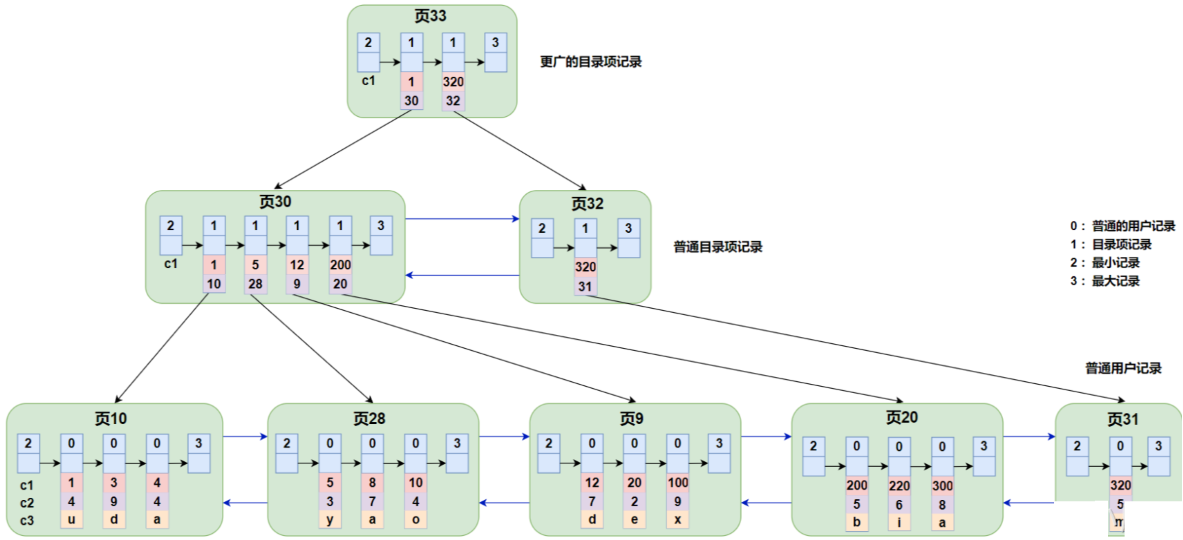 页33
2 1 1 3
更广的目录项记录
c1 1 320
30 32
页30
2 1 1 1 1 3
c1 1 5 12 200
10 28 9 20
页32
2 1 3
320
31
普通目录项记录
0：普通的用户记录
1：目录项记录
2：最小记录
3：最大记录
普通用户记录
页10
2 0 0 0 3
c1 1 3 4
c2 4 9 4
c3 u d a
页28
2 0 0 0 3
5 8 10
3 7 4
y a o
页9
2 0 0 0 3
12 20 100
7 2 9
d e x
页20
2 0 0 0 3
200 220 300
5 6 8
b i a
页31
2 0 3
320
5